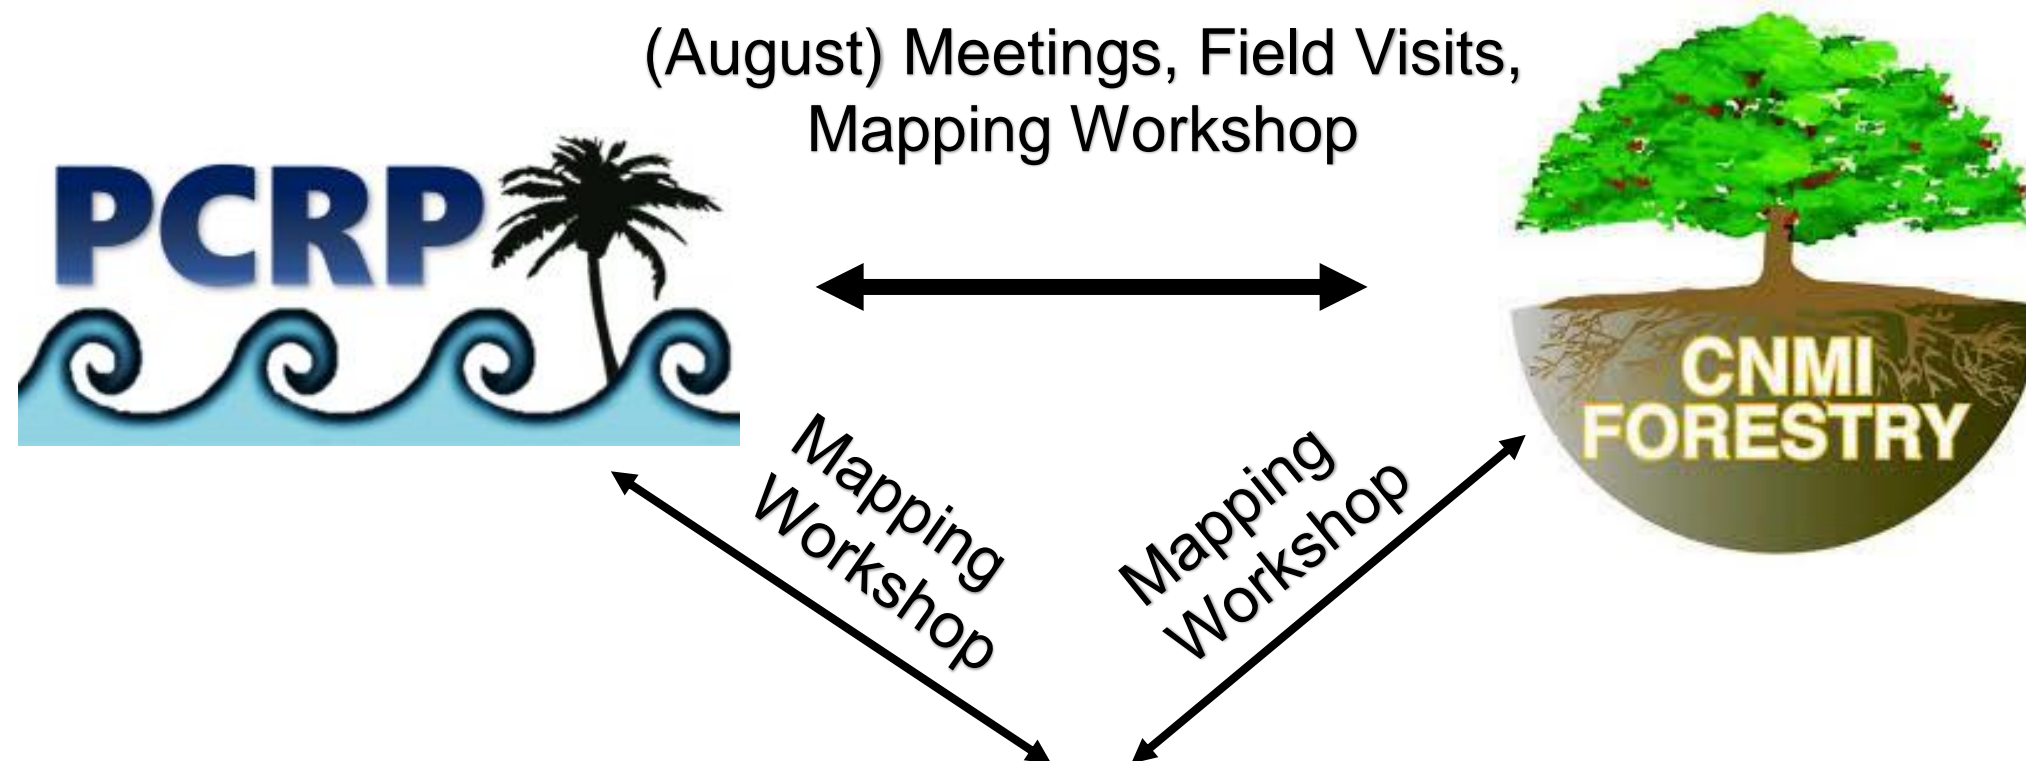 (August) Meetings, Field Visits,
Mapping Workshop
PCRP
CNMI
FORESTRY
Mapping
Workshop
Mapping
Workshop